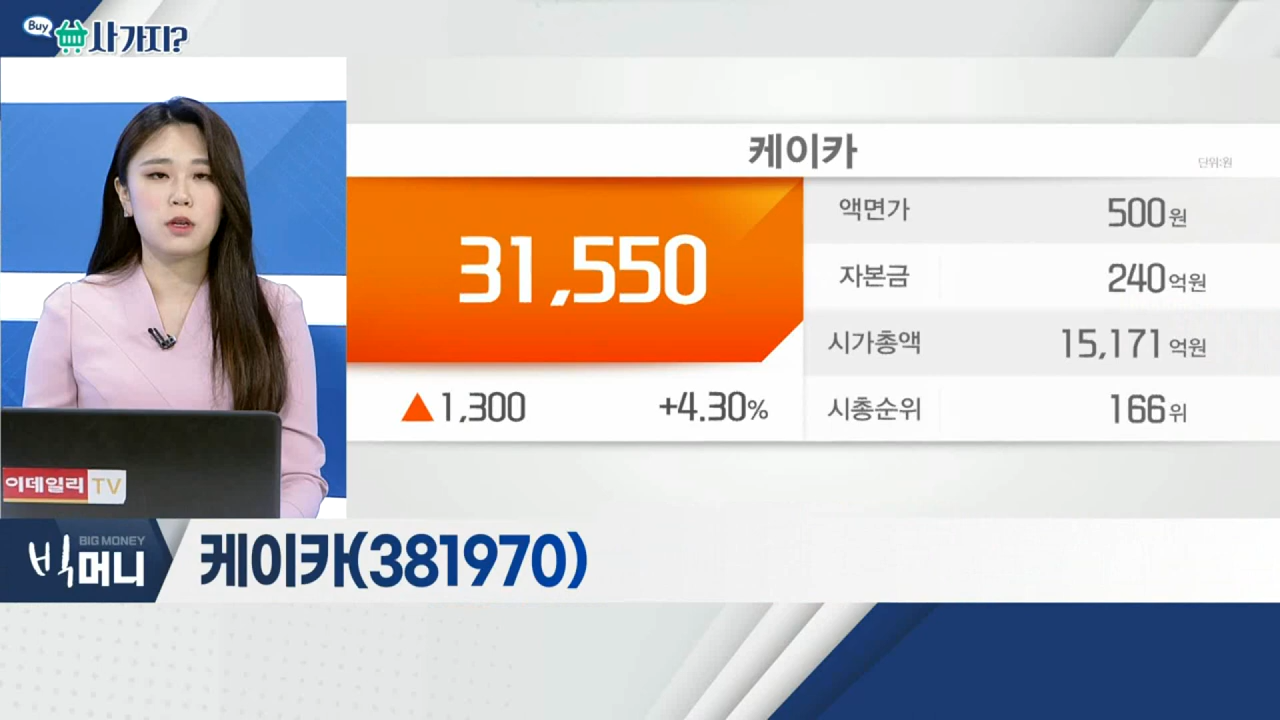 Buy
사가지?
케이카
단위:원
31,550
▲1,300 +4.30%
액면가 500원
자본금 240억원
시가총액 15,171억원
시총순위 166위
이데일리 TV
BIG MONEY
빅머니
케이카(381970)